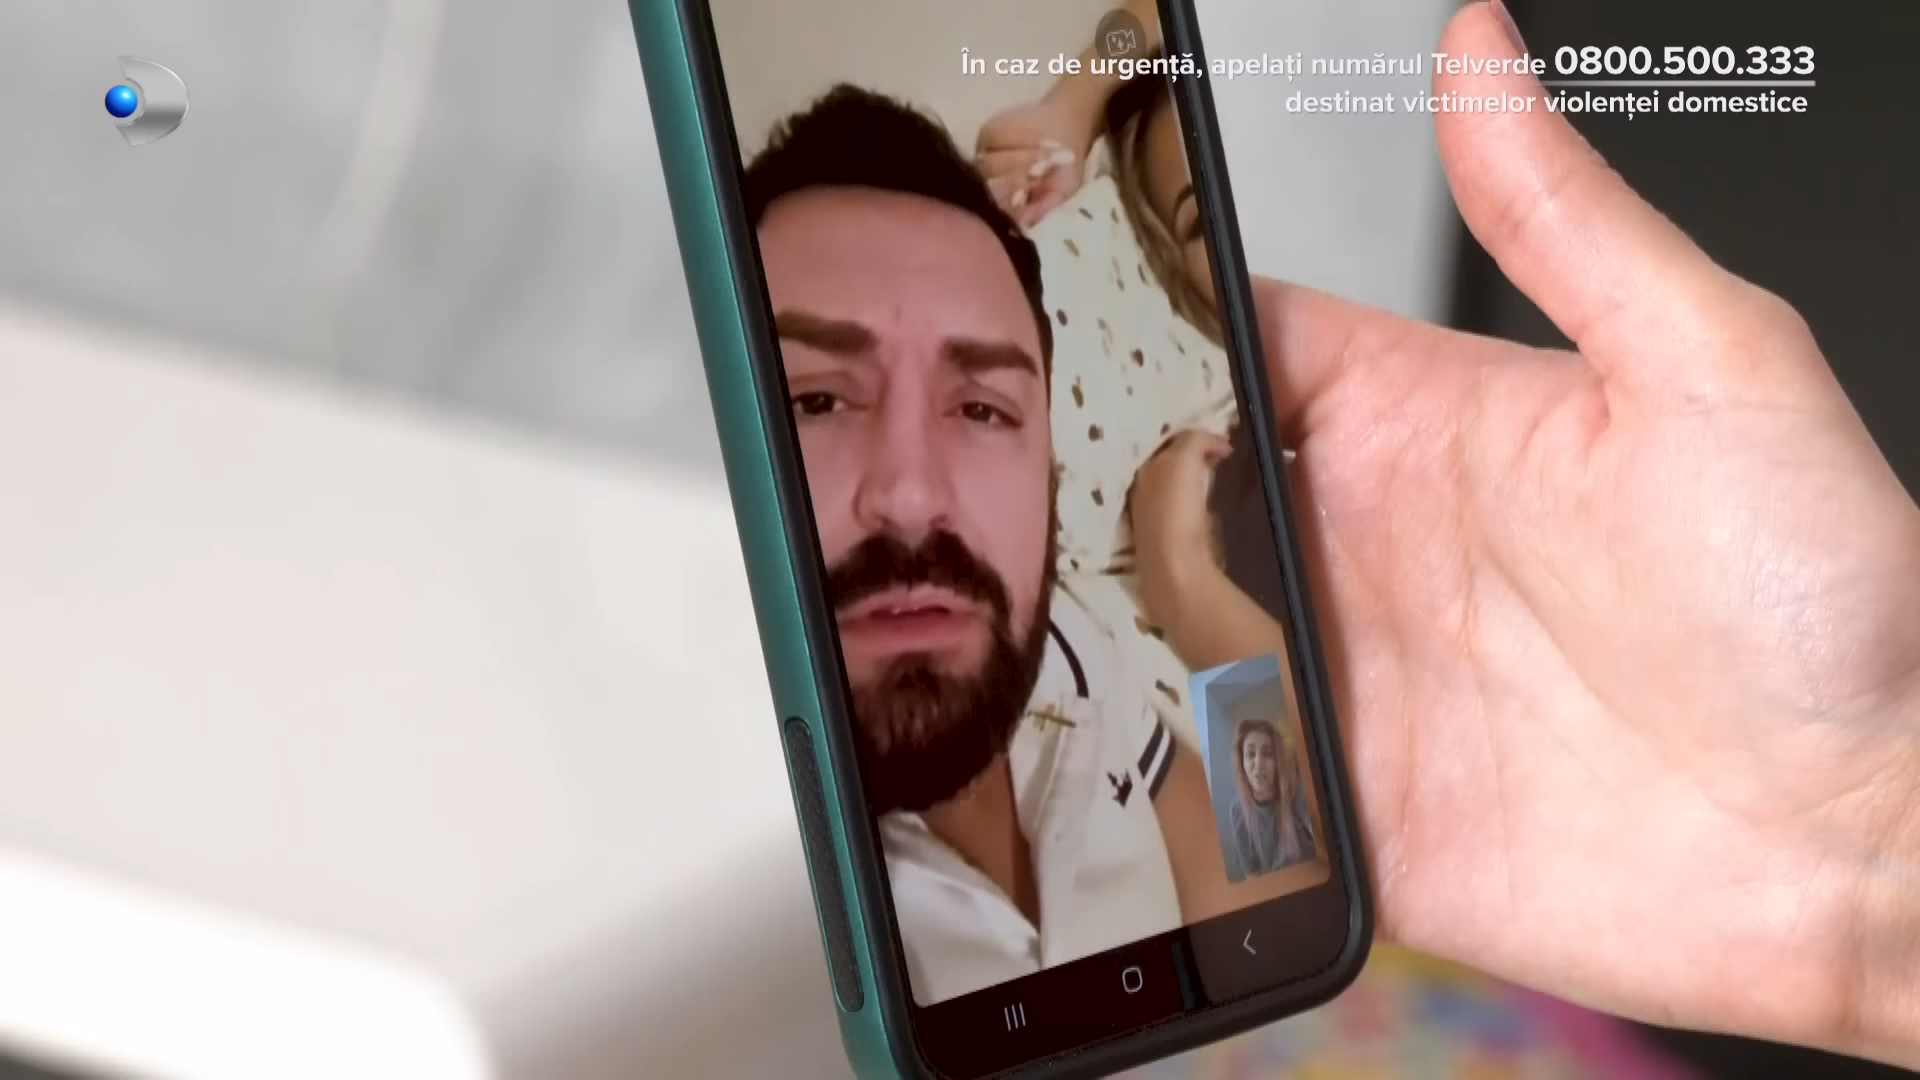 În caz de urgență, apelați numărul Telverde 0800.500.333
destinat victimelor violenței domestice